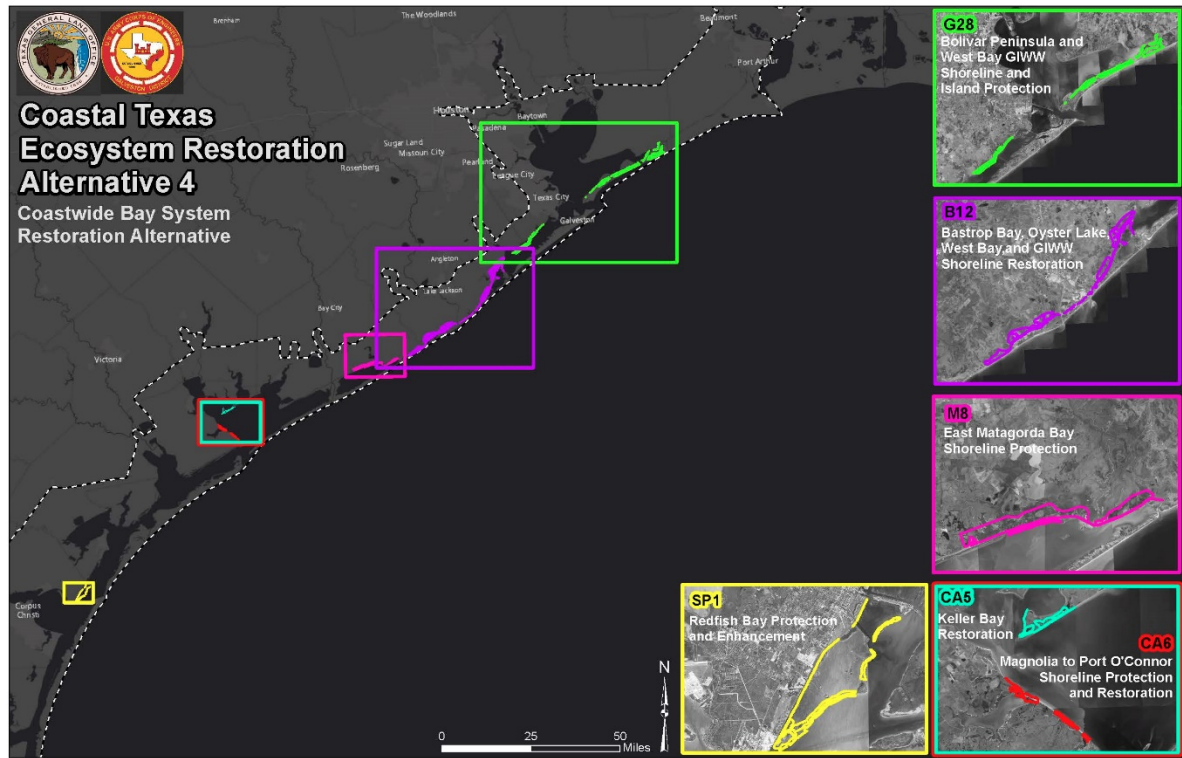 TEXAS GENERAL LAND OFFICE
Coastal Texas
Ecosystem Restoration
Alternative 4
Coastwide Bay System
Restoration Alternative
Brenham
The Woodlands
Beaumont
Port Arthur
Houston
Baytown
Pasadena
Sugar Land
Missouri City
Rosenberg
Pearland
League City
Texas City
Galveston
Angleton
Lake Jackson
Bay City
Victoria
Corpus
Christi
G28
Bolivar Peninsula and
West Bay GIWW
Shoreline and
Island Protection
B12
Bastrop Bay, Oyster Lake,
West Bay,and GIWW
Shoreline Restoration
M8
East Matagorda Bay
Shoreline Protection
SP1
Redfish Bay Protection
and Enhancement
CA5
Keller Bay
Restoration
CA6
Magnolia to Port O'Connor
Shoreline Protection
and Restoration
N
0 25 50
Miles